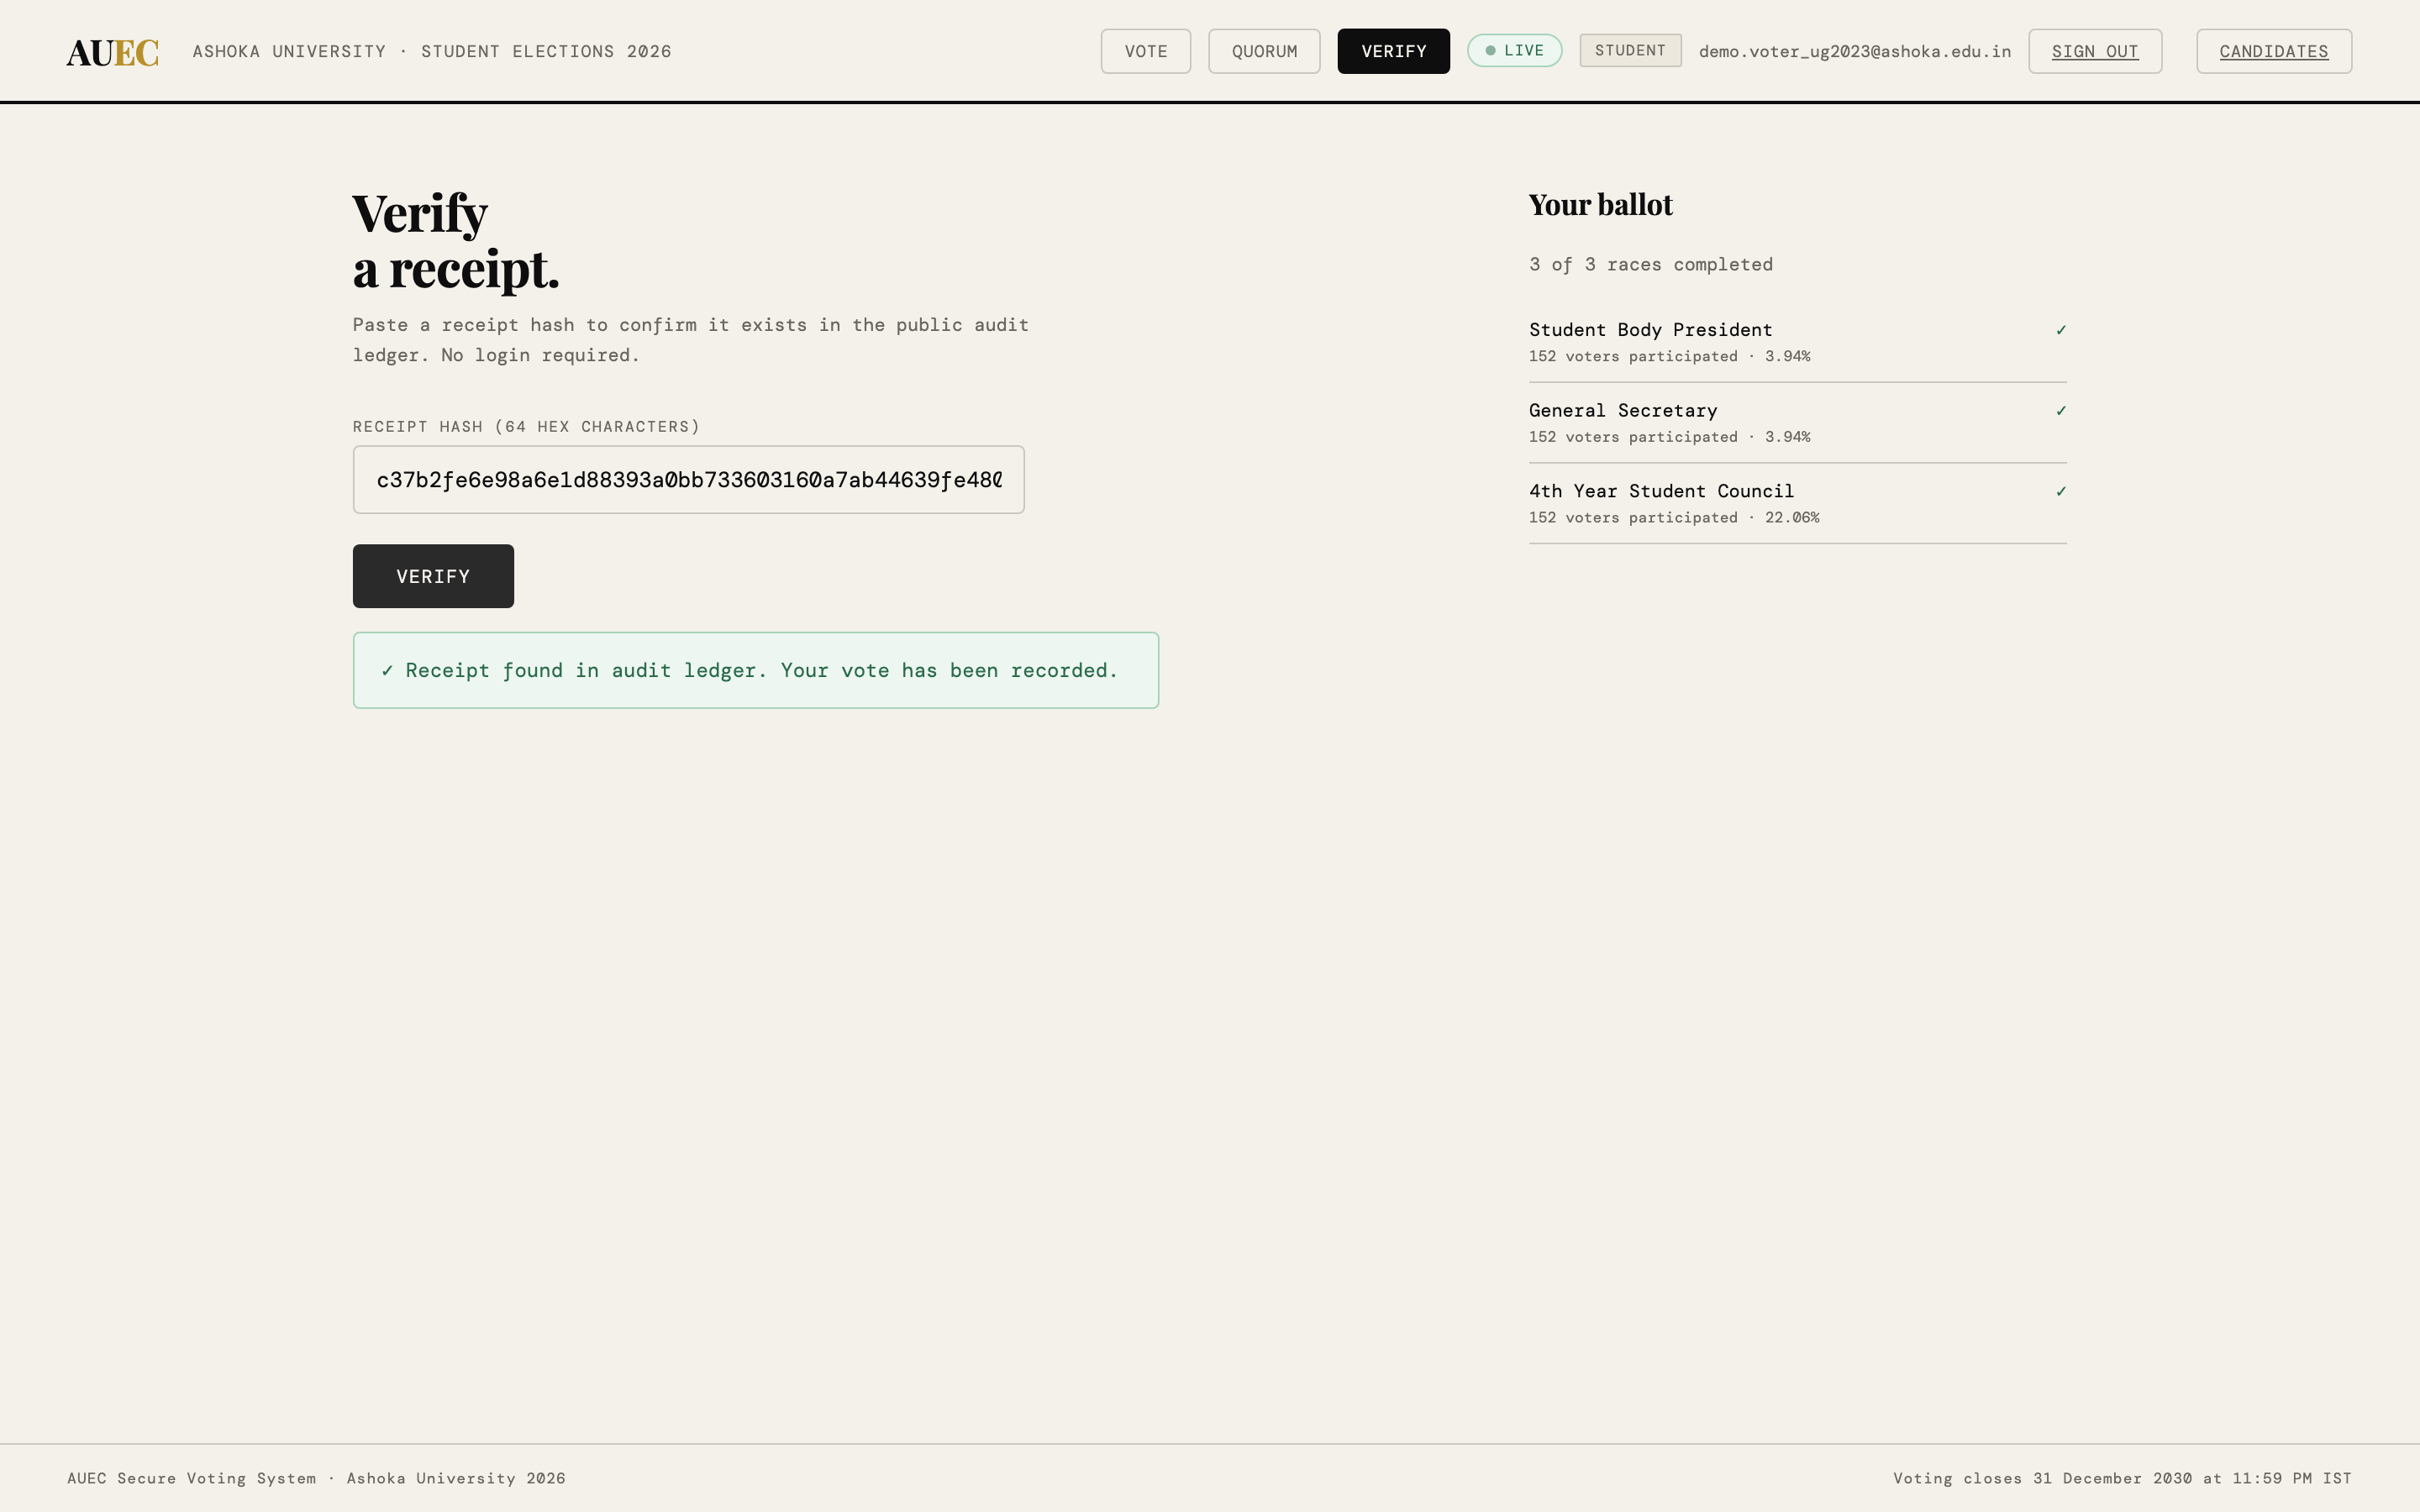 AUEC
ASHOKA UNIVERSITY · STUDENT ELECTIONS 2026
VOTE
QUORUM
VERIFY
LIVE
STUDENT
demo.voter_ug2023@ashoka.edu.in
SIGN OUT
CANDIDATES
Verify
a receipt.
Paste a receipt hash to confirm it exists in the public audit
ledger. No login required.
RECEIPT HASH (64 HEX CHARACTERS)
c37b2fe6e98a6e1d88393a0bb733603160a7ab44639fe480
VERIFY
✓ Receipt found in audit ledger. Your vote has been recorded.
Your ballot
3 of 3 races completed
Student Body President ✓
152 voters participated · 3.94%
General Secretary ✓
152 voters participated · 3.94%
4th Year Student Council ✓
152 voters participated · 22.06%
AUEC Secure Voting System · Ashoka University 2026
Voting closes 31 December 2030 at 11:59 PM IST